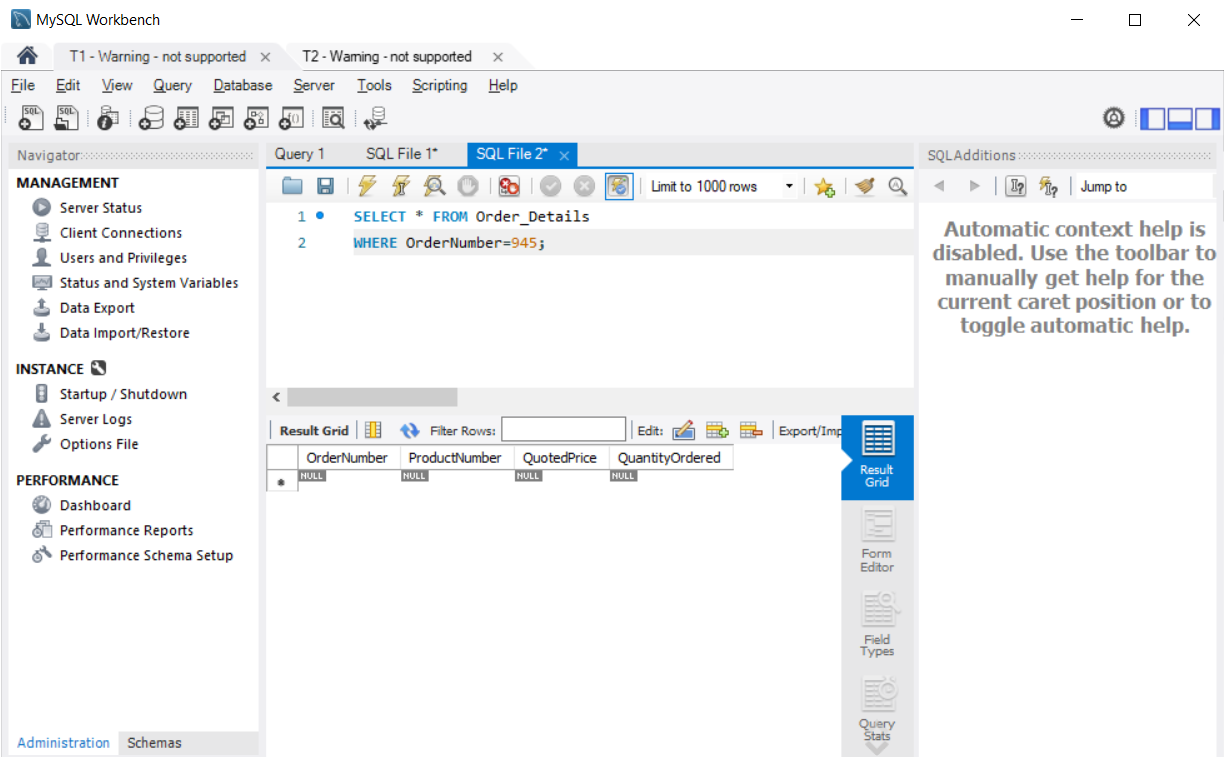 MySQL Workbench
T1 - Warning - not supported
T2 - Warning - not supported
File Edit View Query Database Server Tools Scripting Help
Navigator
MANAGEMENT
Server Status
Client Connections
Users and Privileges
Status and System Variables
Data Export
Data Import/Restore
INSTANCE
Startup / Shutdown
Server Logs
Options File
PERFORMANCE
Dashboard
Performance Reports
Performance Schema Setup
Administration Schemas
Query 1 SQL File 1* SQL File 2*
Limit to 1000 rows
1 SELECT * FROM Order_Details
2 WHERE OrderNumber=945;
Result Grid Filter Rows: Edit: Export/Imp
OrderNumber ProductNumber QuotedPrice QuantityOrdered
NULL NULL NULL NULL
Result
Grid
Form
Editor
Field
Types
Query
Stats
SQLAdditions
Jump to
Automatic context help is
disabled. Use the toolbar to
manually get help for the
current caret position or to
toggle automatic help.